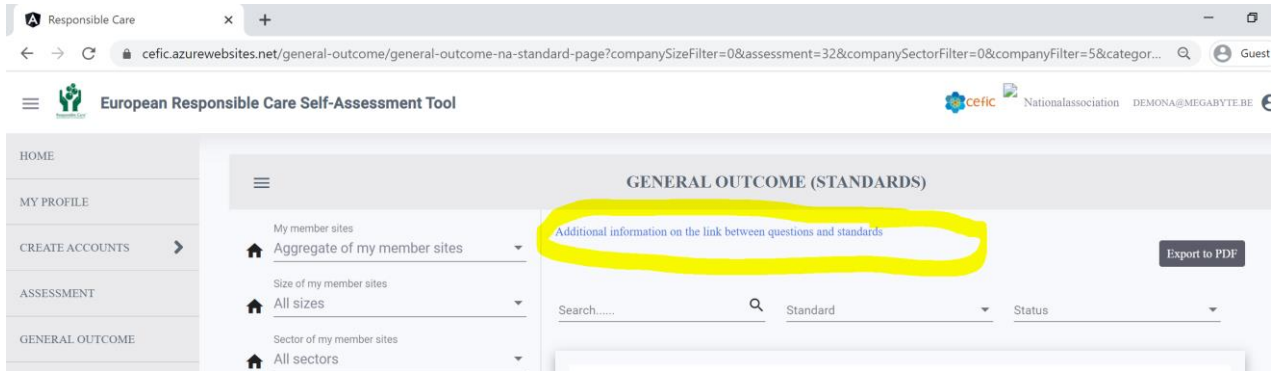 Responsible Care
cefic.azurewebsites.net/general-outcome/general-outcome-na-standard-page?companySizeFilter=0&assessment=32&companySectorFilter=0&companyFilter=5&categor...
Guest
European Responsible Care Self-Assessment Tool
cefic
Nationalassociation
DEMONA@MEGABYTE.BE
HOME
MY PROFILE
CREATE ACCOUNTS
ASSESSMENT
GENERAL OUTCOME
GENERAL OUTCOME (STANDARDS)
My member sites
Aggregate of my member sites
Size of my member sites
All sizes
Sector of my member sites
All sectors
Additional information on the link between questions and standards
Export to PDF
Search......
Standard
Status